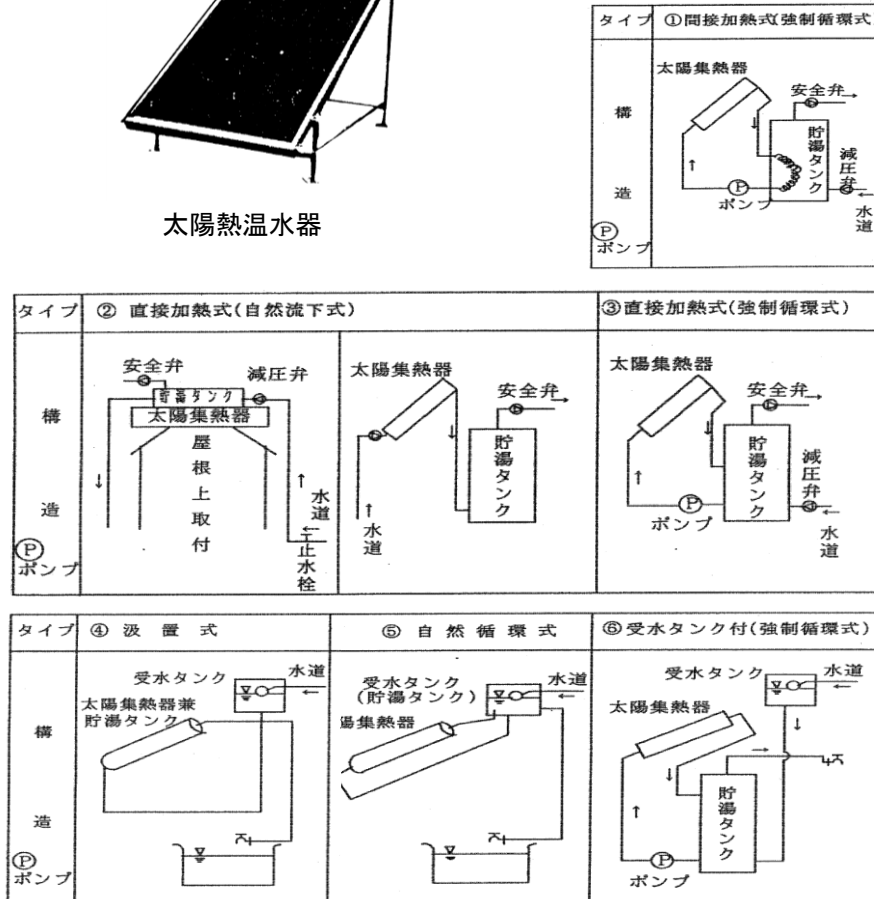 タイプ ①間接加熱式(強制循環式
太陽集熱器
安全弁
構
造
貯湯タンク
減圧弁
水道
ポンプ
P
P
ポンプ
太陽熱温水器
タイプ ② 直接加熱式(自然流下式) ③直接加熱式(強制循環式)
構
造
P
ポンプ
安全弁
減圧弁
貯湯タンク
太陽集熱器
屋根上取付
水道
止水栓
太陽集熱器
安全弁
貯湯タンク
水道
太陽集熱器
安全弁
貯湯タンク
減圧弁
P
ポンプ
水道
タイプ ④ 汲置式 ⑤ 自然循環式 ⑥受水タンク付(強制循環式)
構
造
P
ポンプ
受水タンク
水道
太陽集熱器兼
貯湯タンク
受水タンク
(貯湯タンク)
水道
陽集熱器
受水タンク
水道
太陽集熱器
貯湯タンク
P
ポンプ